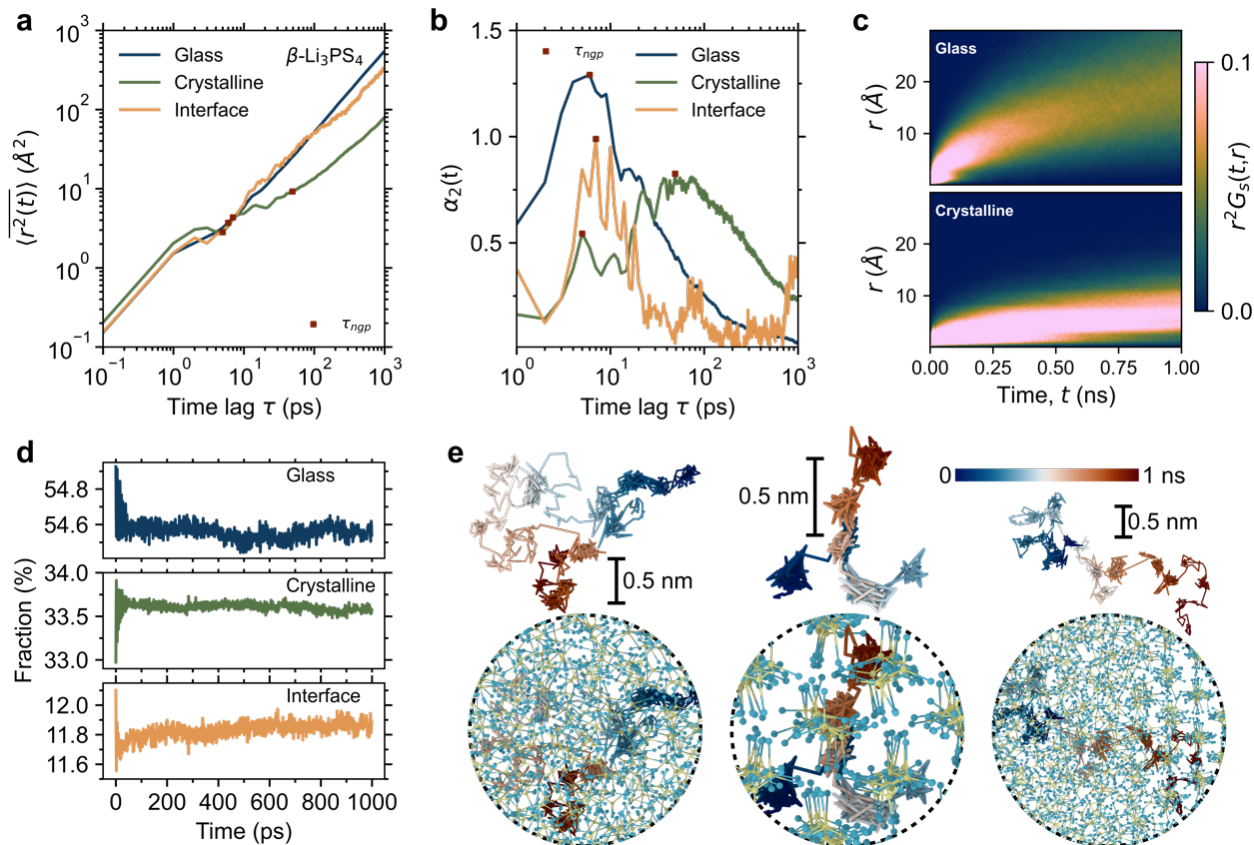 a
10³
10²
10¹
10⁰
10⁻¹
10⁻¹
10⁰
10¹
10²
10³
⟨r²(t)⟩ (Å²)
Time lag τ (ps)
Glass
Crystalline
Interface
β-Li₃PS₄
τₙ₉ₚ
b
1.5
1.0
0.5
10⁰
10¹
10²
10³
α₂(t)
Time lag τ (ps)
τₙ₉ₚ
Glass
Crystalline
Interface
c
Glass
r (Å)
20
10
Crystalline
r (Å)
20
10
0.00
0.25
0.50
0.75
1.00
Time, t (ns)
0.1
0.0
r²Gₛ(t,r)
d
Fraction (%)
Glass
54.8
54.6
Crystalline
34.0
33.5
33.0
Interface
12.0
11.8
11.6
0
200
400
600
800
1000
Time (ps)
e
0.5 nm
0.5 nm
0
1 ns
0.5 nm